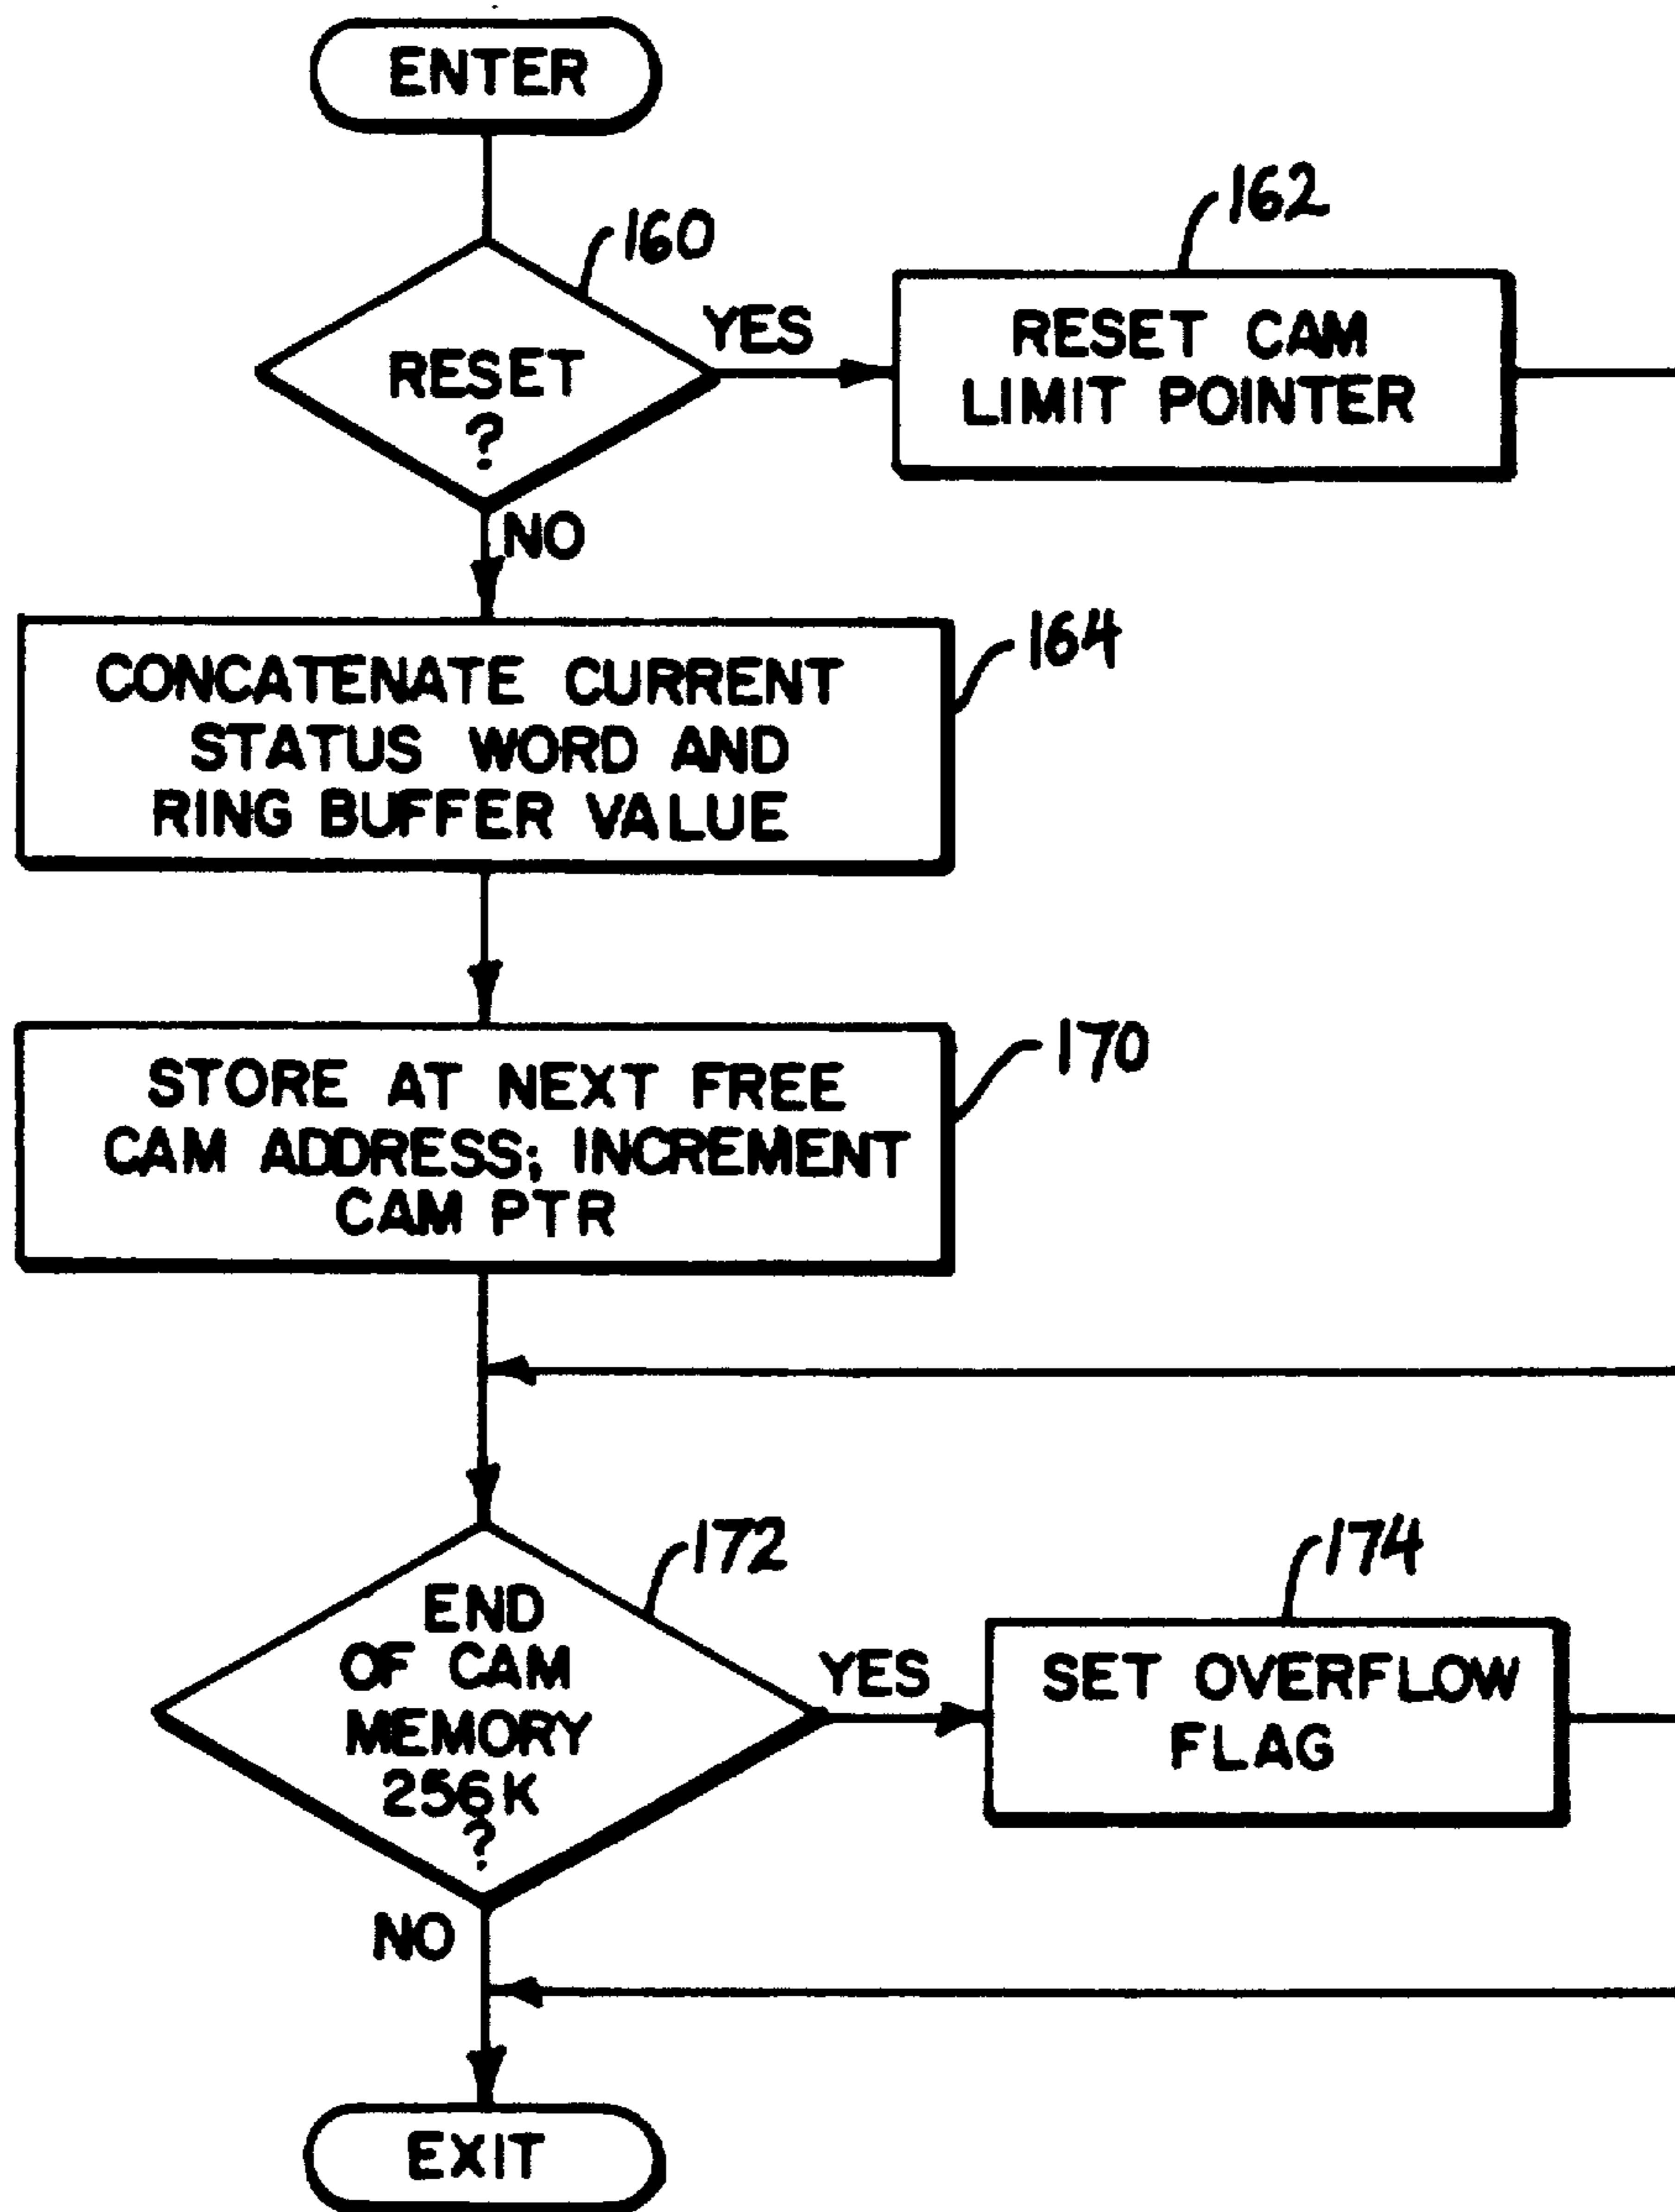 ENTER
160
RESET
?
YES
162
RESET CAM
LIMIT POINTER
NO
164
CONCATENATE CURRENT
STATUS WORD AND
RING BUFFER VALUE
170
STORE AT NEXT FREE
CAM ADDRESS; INCREMENT
CAM PTR
172
END
OF CAM
MEMORY
256K
?
YES
174
SET OVERFLOW
FLAG
NO
EXIT